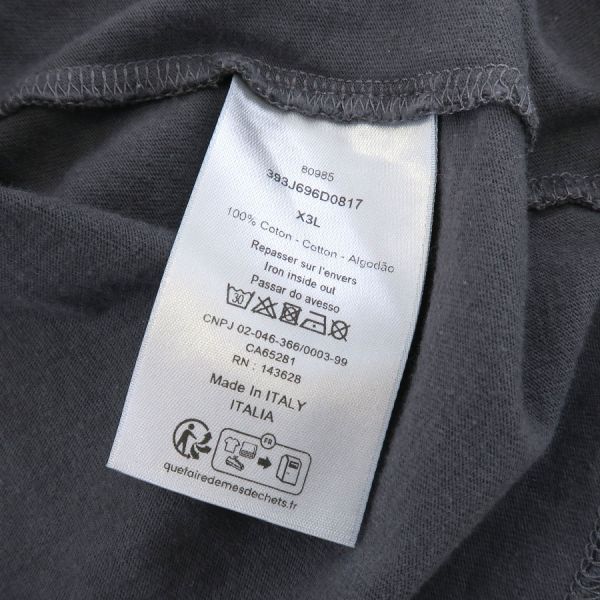 80985
393J696D0817
X3L
100% Coton - Cotton - Algodão
Repasser sur l'envers
Iron inside out
Passar do avesso
30
CNPJ 02-046-366/0003-99
CA65281
RN : 143628
Made In ITALY
ITALIA
FR
quefairedemesdechets.fr